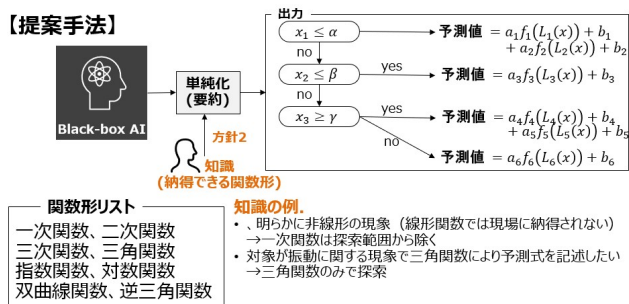 【提案手法】
出力
x₁ ≤ α
予測値 = a₁f₁(L₁(x)) + b₁
+ a₂f₂(L₂(x)) + b₂
no
x₂ ≤ β
yes
予測値 = a₃f₃(L₃(x)) + b₃
no
x₃ ≥ γ
yes
予測値 = a₄f₄(L₄(x)) + b₄
+ a₅f₅(L₅(x)) + b₅
no
予測値 = a₆f₆(L₆(x)) + b₆
Black-box AI
単純化
(要約)
方針2
知識
(納得できる関数形)
関数形リスト
一次関数、二次関数
三次関数、三角関数
指数関数、対数関数
双曲線関数、逆三角関数
知識の例.
• 、明らかに非線形の現象（線形関数では現場に納得されない）
→一次関数は探索範囲から除く
• 対象が振動に関する現象で三角関数により予測式を記述したい
→三角関数のみで探索